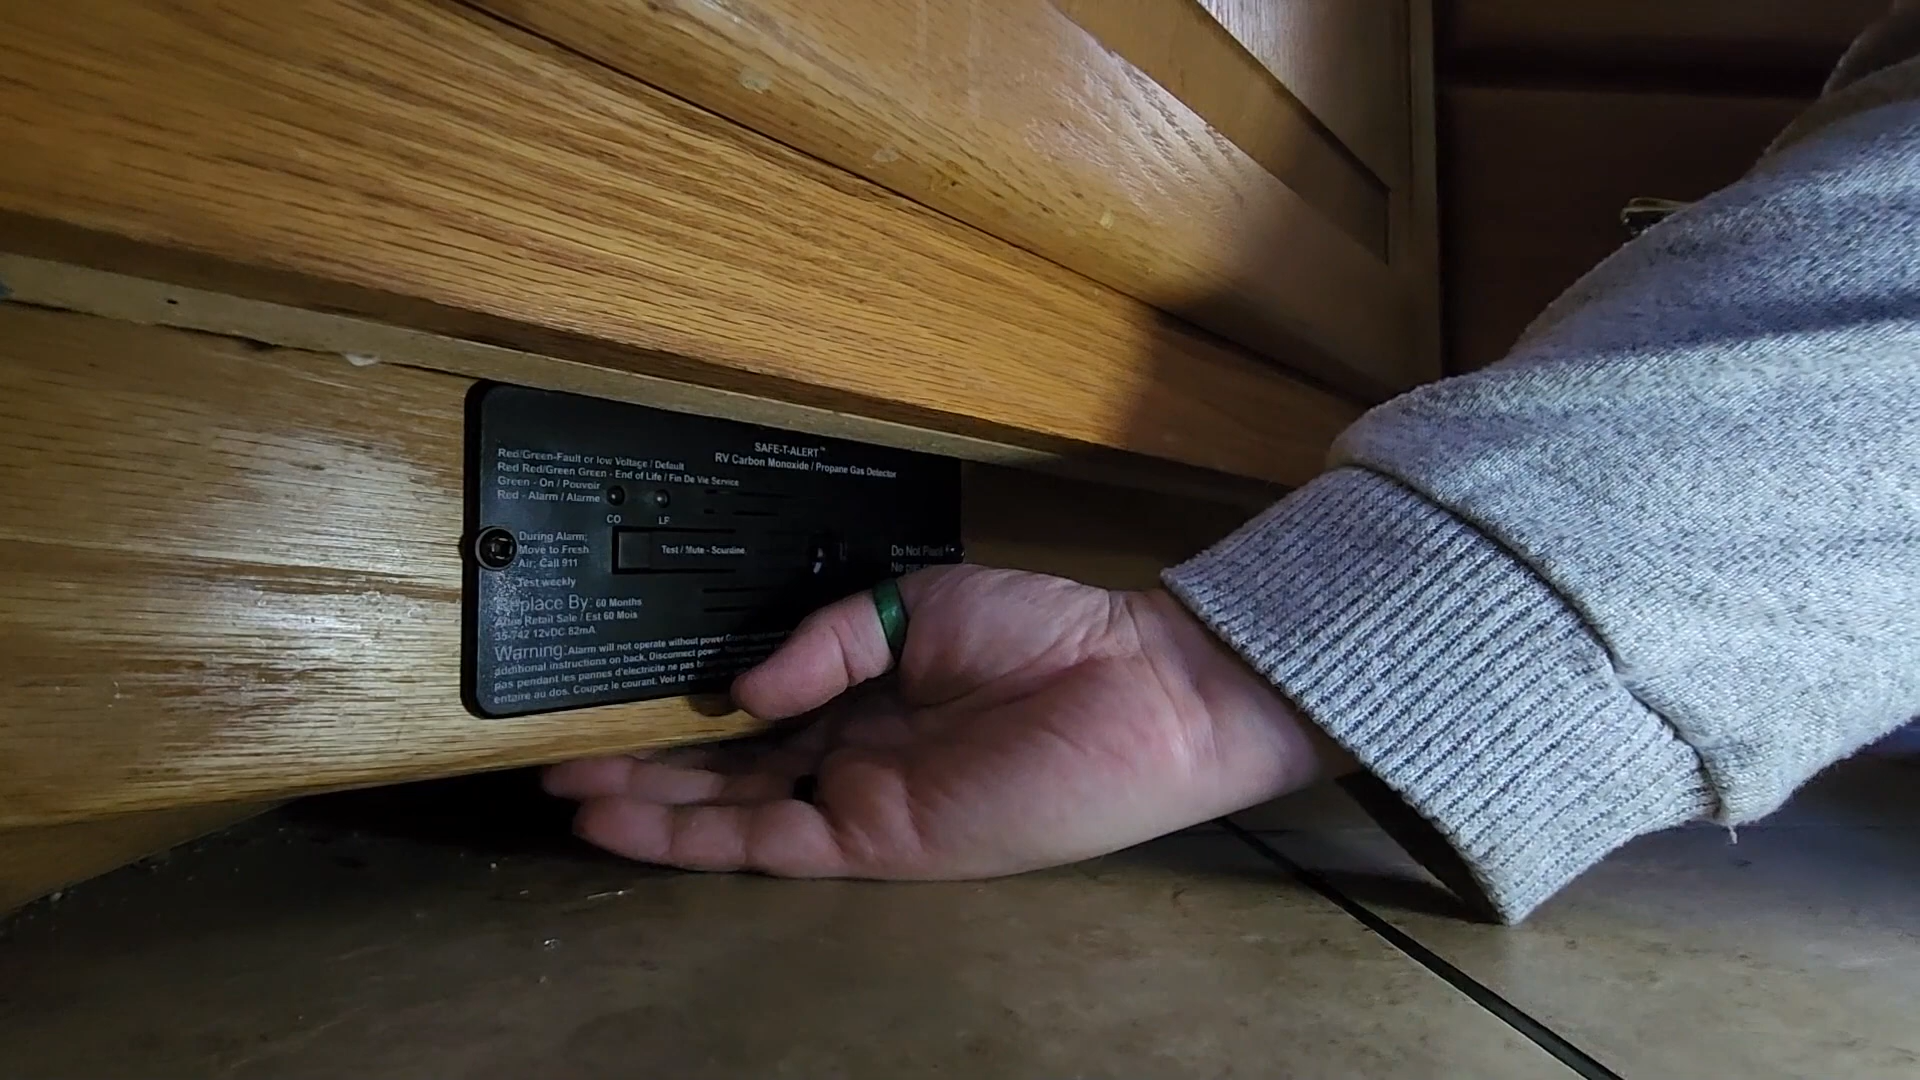 SAFE-T-ALERT™
RV Carbon Monoxide / Propane Gas Detector
Red/Green-Fault or low Voltage / Default
Red Red/Green Green - End of Life / Fin De Vie Service
Green - On / Pouvoir
Red - Alarm / Alarme
CO LP
Test / Mute - Sourdine
During Alarm;
Move to Fresh
Air; Call 911
Test weekly
Do Not Paint
Replace By: 60 Months
After Retail Sale / Est 60 Mois
35-742 12vDC 82mA
Warning: Alarm will not operate without power.
additional instructions on back. Disconnect
pas pendant les pannes d'electricite ne pas
entaire au dos. Coupez le courant. Voir le